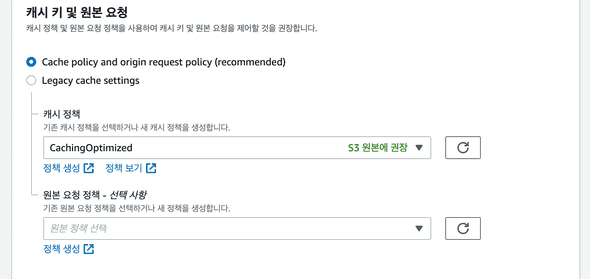 캐시 키 및 원본 요청
캐시 정책 및 원본 요청 정책을 사용하여 캐시 키 및 원본 요청을 제어할 것을 권장합니다.
Cache policy and origin request policy (recommended)
Legacy cache settings
캐시 정책
기존 캐시 정책을 선택하거나 새 캐시 정책을 생성합니다.
CachingOptimized S3 원본에 권장
정책 생성 정책 보기
원본 요청 정책 - 선택 사항
기존 원본 요청 정책을 선택하거나 새 정책을 생성합니다.
원본 정책 선택
정책 생성